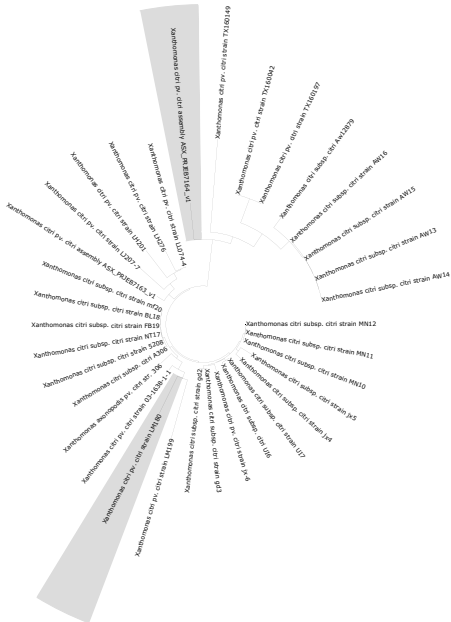 Xanthomonas citri pv. citri strain TX160149
Xanthomonas citri pv. citri strain TX160042
Xanthomonas citri pv. citri strain TX160197
Xanthomonas citri subsp. citri Aw12879
Xanthomonas citri subsp. citri strain AW16
Xanthomonas citri subsp. citri strain AW15
Xanthomonas citri subsp. citri strain AW13
Xanthomonas citri subsp. citri strain AW14
Xanthomonas citri subsp. citri strain MN12
Xanthomonas citri subsp. citri strain MN11
Xanthomonas citri subsp. citri strain MN10
Xanthomonas citri subsp. citri strain jx5
Xanthomonas citri subsp. citri strain jx4
Xanthomonas citri subsp. citri strain UI7
Xanthomonas citri subsp. citri UI6
Xanthomonas citri pv. citri strain jx-6
Xanthomonas citri subsp. citri strain gd3
Xanthomonas citri subsp. citri strain gd2
Xanthomonas citri pv. citri strain LM199
Xanthomonas citri pv. citri strain LM180
Xanthomonas citri pv. citri strain 03-1638-1-1
Xanthomonas axonopodis pv. citri str. 306
Xanthomonas citri subsp. citri A306
Xanthomonas citri subsp. citri strain 5208
Xanthomonas citri subsp. citri strain NT17
Xanthomonas citri subsp. citri strain FB19
Xanthomonas citri subsp. citri strain BL18
Xanthomonas citri subsp. citri strain mf20
Xanthomonas citri pv. citri assembly ASX_PRJEB7163_v1
Xanthomonas citri pv. citri strain LJ207-7
Xanthomonas citri pv. citri strain LH201
Xanthomonas citri pv. citri strain LH276
Xanthomonas citri pv. citri strain LL074-4
Xanthomonas citri pv. citri assembly ASX_PRJEB7164_v1